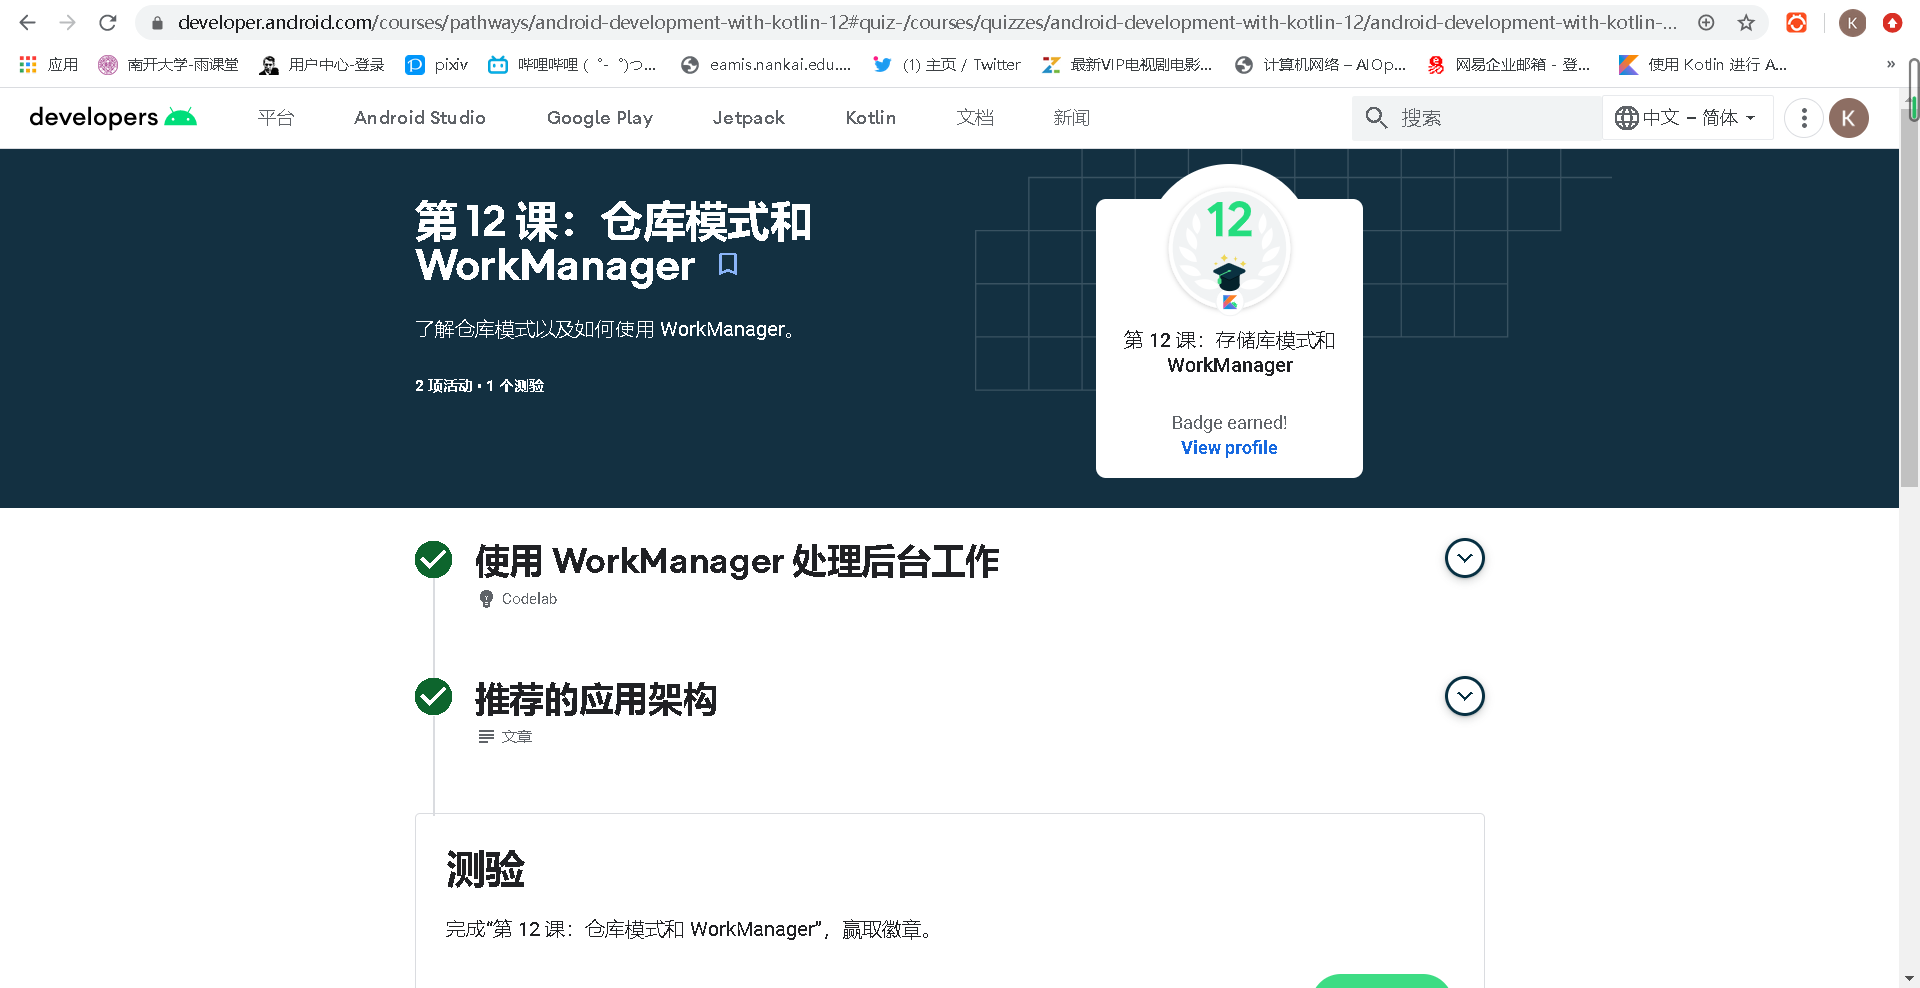 developer.android.com/courses/pathways/android-development-with-kotlin-12#quiz-/courses/quizzes/android-development-with-kotlin-12/android-development-with-kotlin-...
K
应用
南开大学-雨课堂
用户中心-登录
pixiv
哔哩哔哩 (゜-゜)つ...
eamis.nankai.edu....
(1) 主页 / Twitter
最新VIP电视剧电影...
计算机网络 – AIOp...
网易企业邮箱 - 登...
使用 Kotlin 进行 A...
»
developers
平台
Android Studio
Google Play
Jetpack
Kotlin
文档
新闻
搜索
中文 – 简体
K
第 12 课：仓库模式和
WorkManager
了解仓库模式以及如何使用 WorkManager。
2 项活动 • 1 个测验
12
第 12 课：存储库模式和
WorkManager
Badge earned!
View profile
使用 WorkManager 处理后台工作
Codelab
推荐的应用架构
文章
测验
完成“第 12 课：仓库模式和 WorkManager”，赢取徽章。